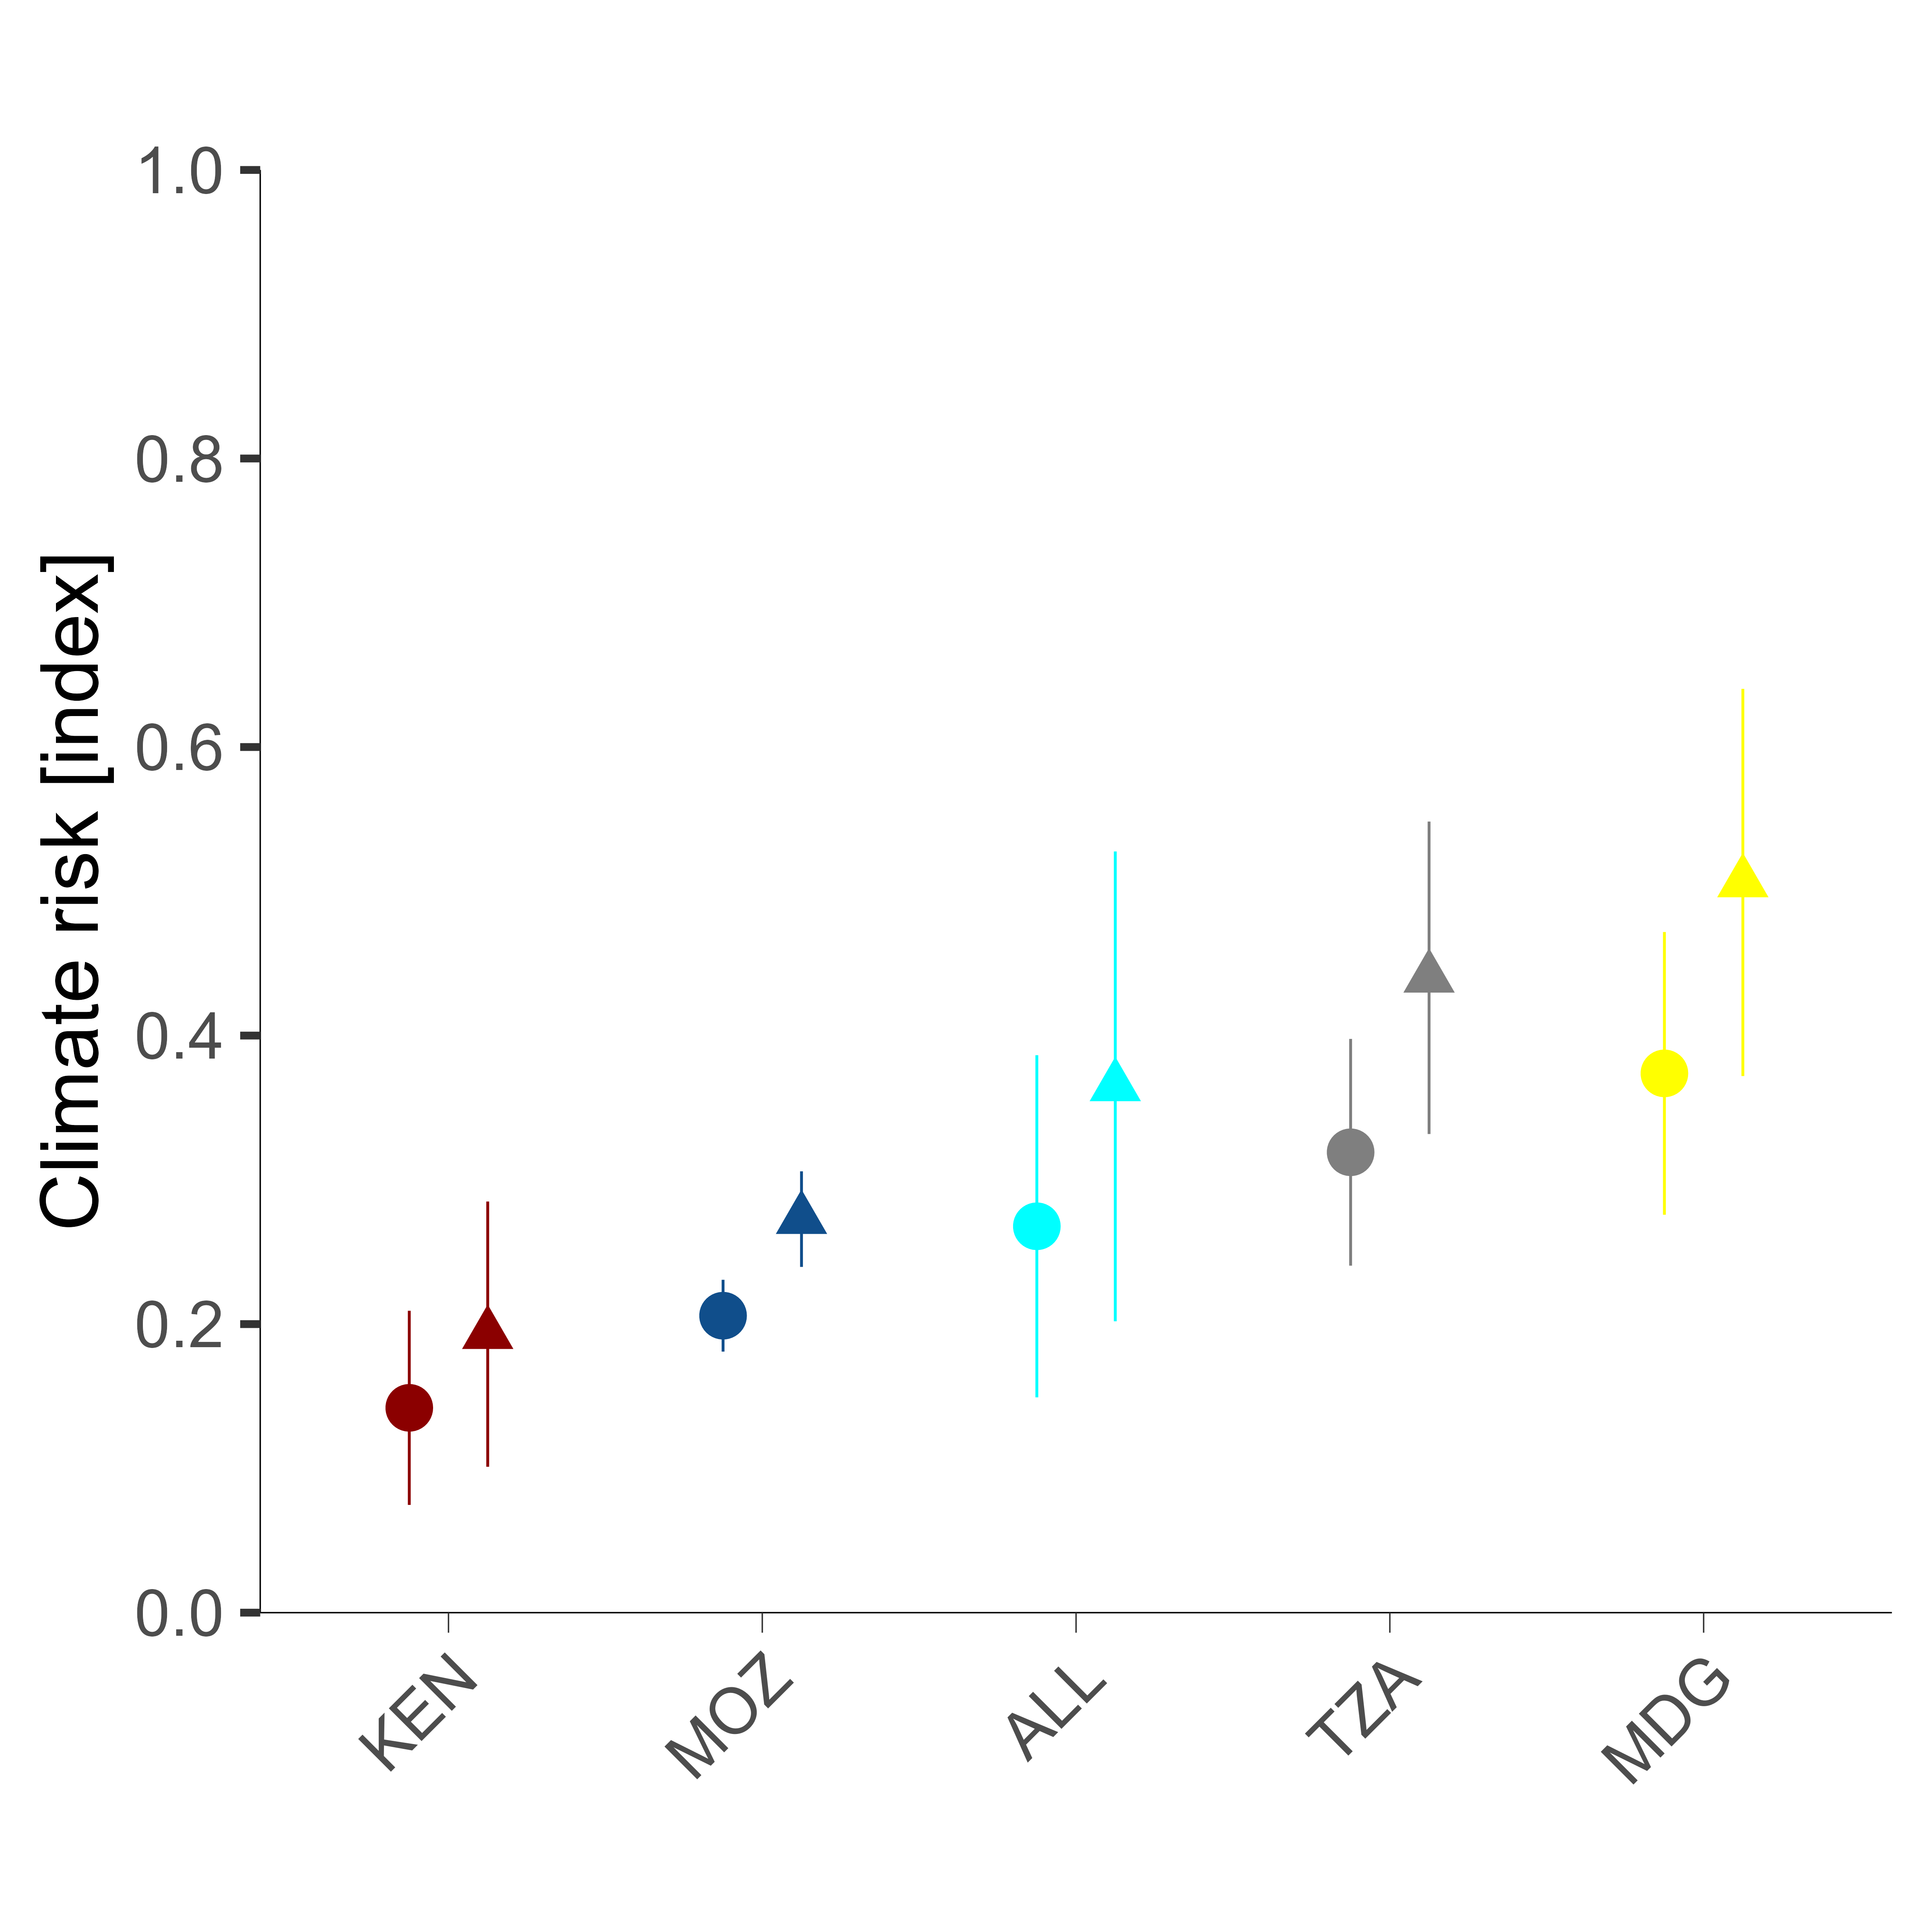 Climate risk [index]
1.0
0.8
0.6
0.4
0.2
0.0
KEN
MOZ
ALL
TZA
MDG